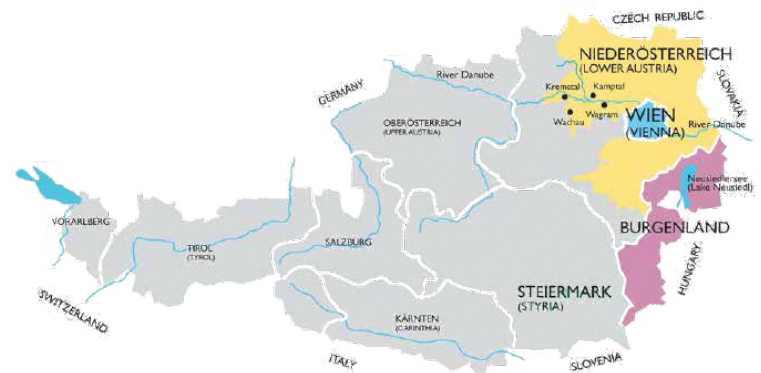 CZECH REPUBLIC
NIEDERÖSTERREICH
(LOWER AUSTRIA)
SLOVAKIA
River Danube
GERMANY
Kremstal
Kamptal
Wachau
Wagram
WIEN
(VIENNA)
River Danube
OBERÖSTERREICH
(UPPER AUSTRIA)
Neusiedlersee
(Lake Neusiedl)
VORARLBERG
TIROL
(TYROL)
SALZBURG
BURGENLAND
HUNGARY
SWITZERLAND
STEIERMARK
(STYRIA)
KÄRNTEN
(CARINTHIA)
ITALY
SLOVENIA